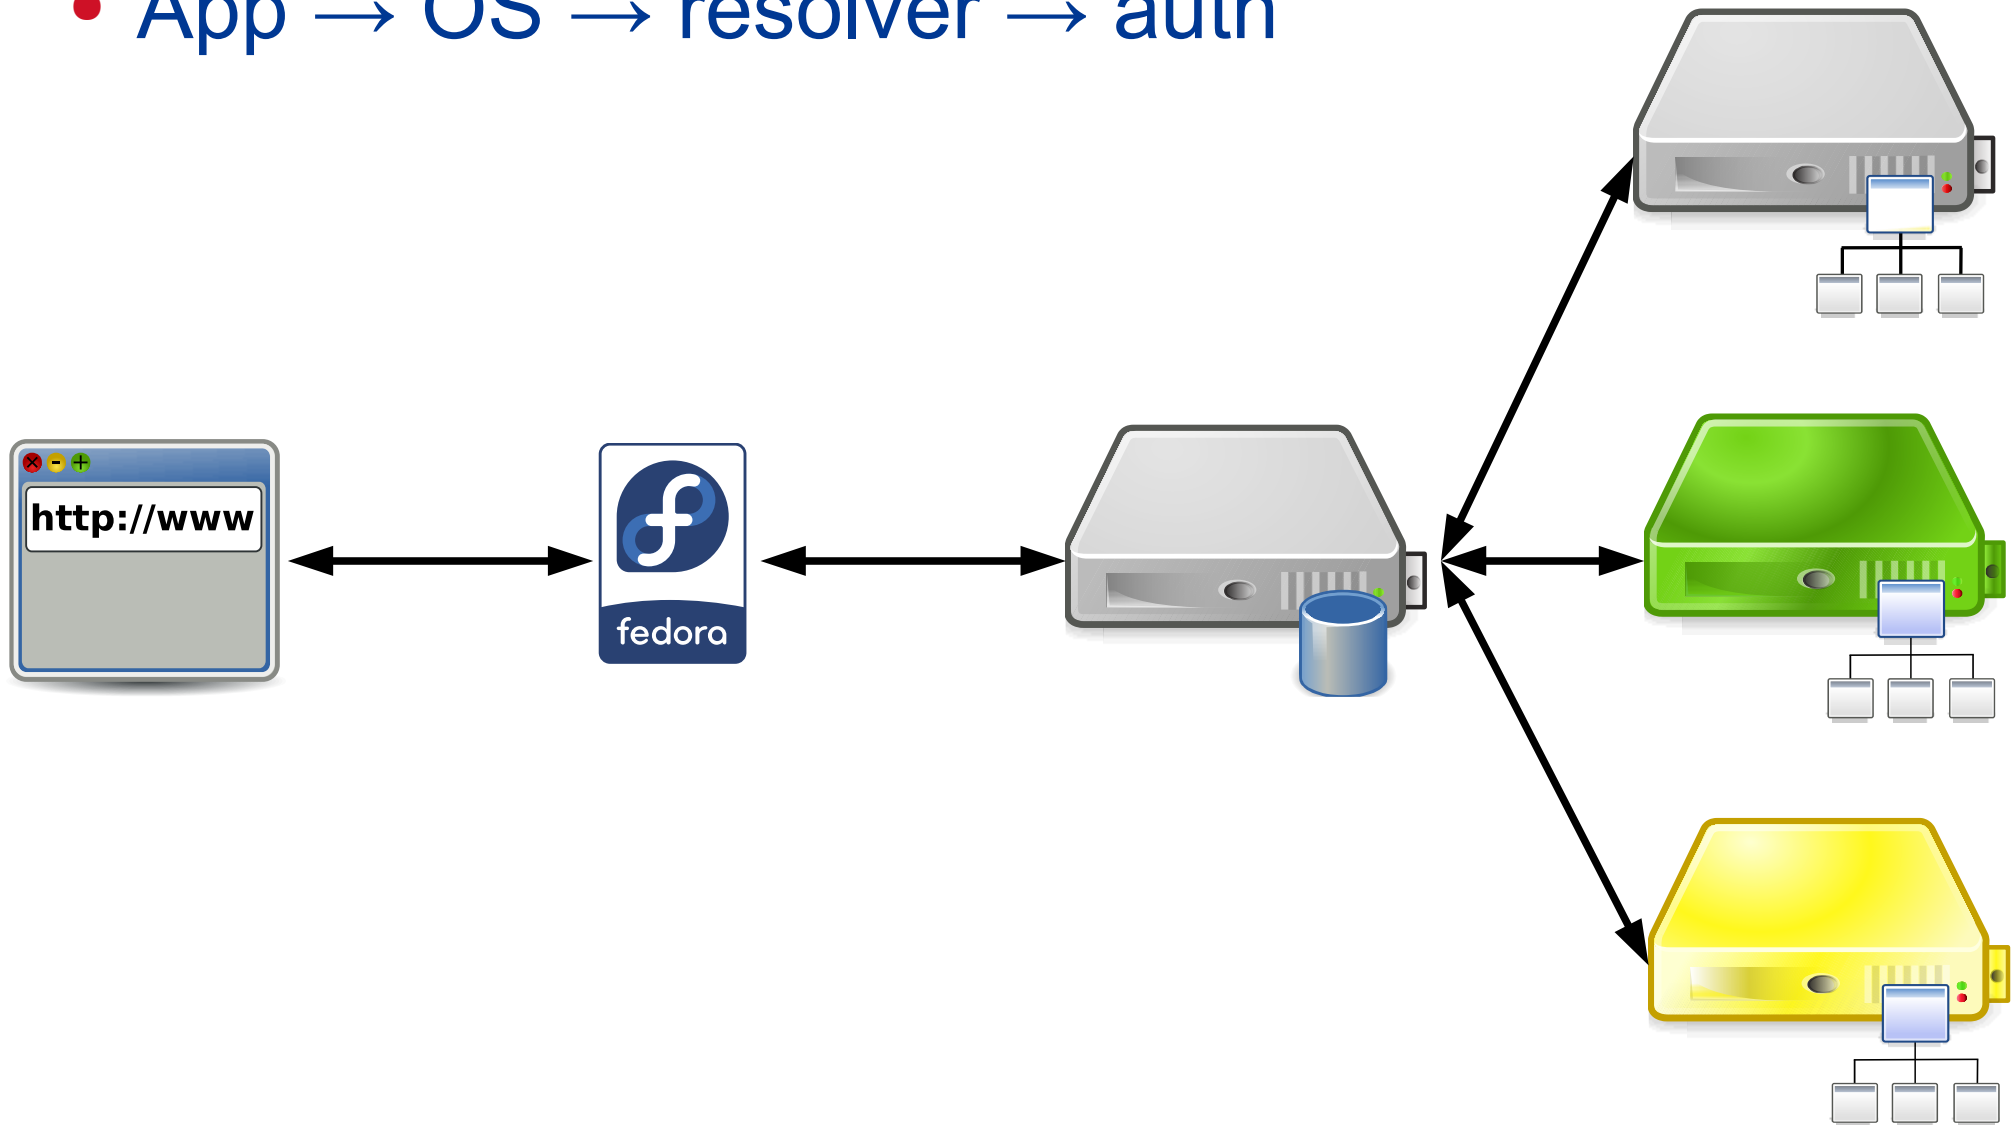 • App → OS → resolver → auth
http://www
fedora